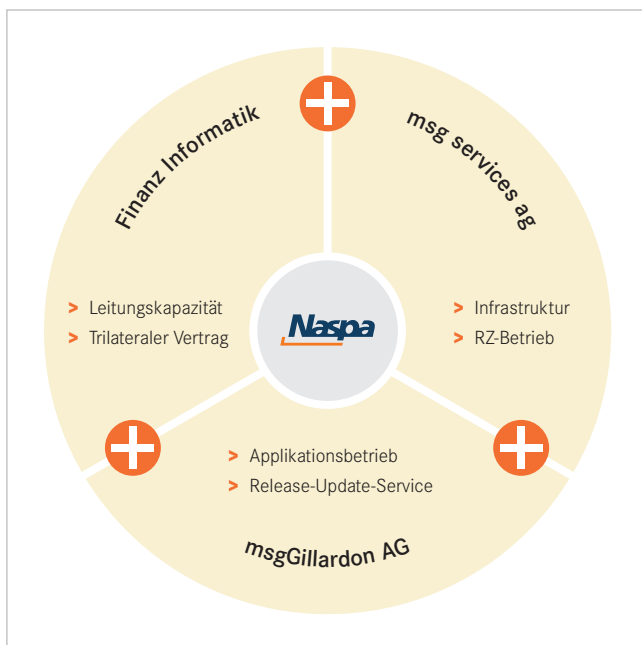 Finanz Informatik
> Leitungskapazität
> Trilateraler Vertrag
msg services ag
> Infrastruktur
> RZ-Betrieb
Naspa
> Applikationsbetrieb
> Release-Update-Service
msgGillardon AG